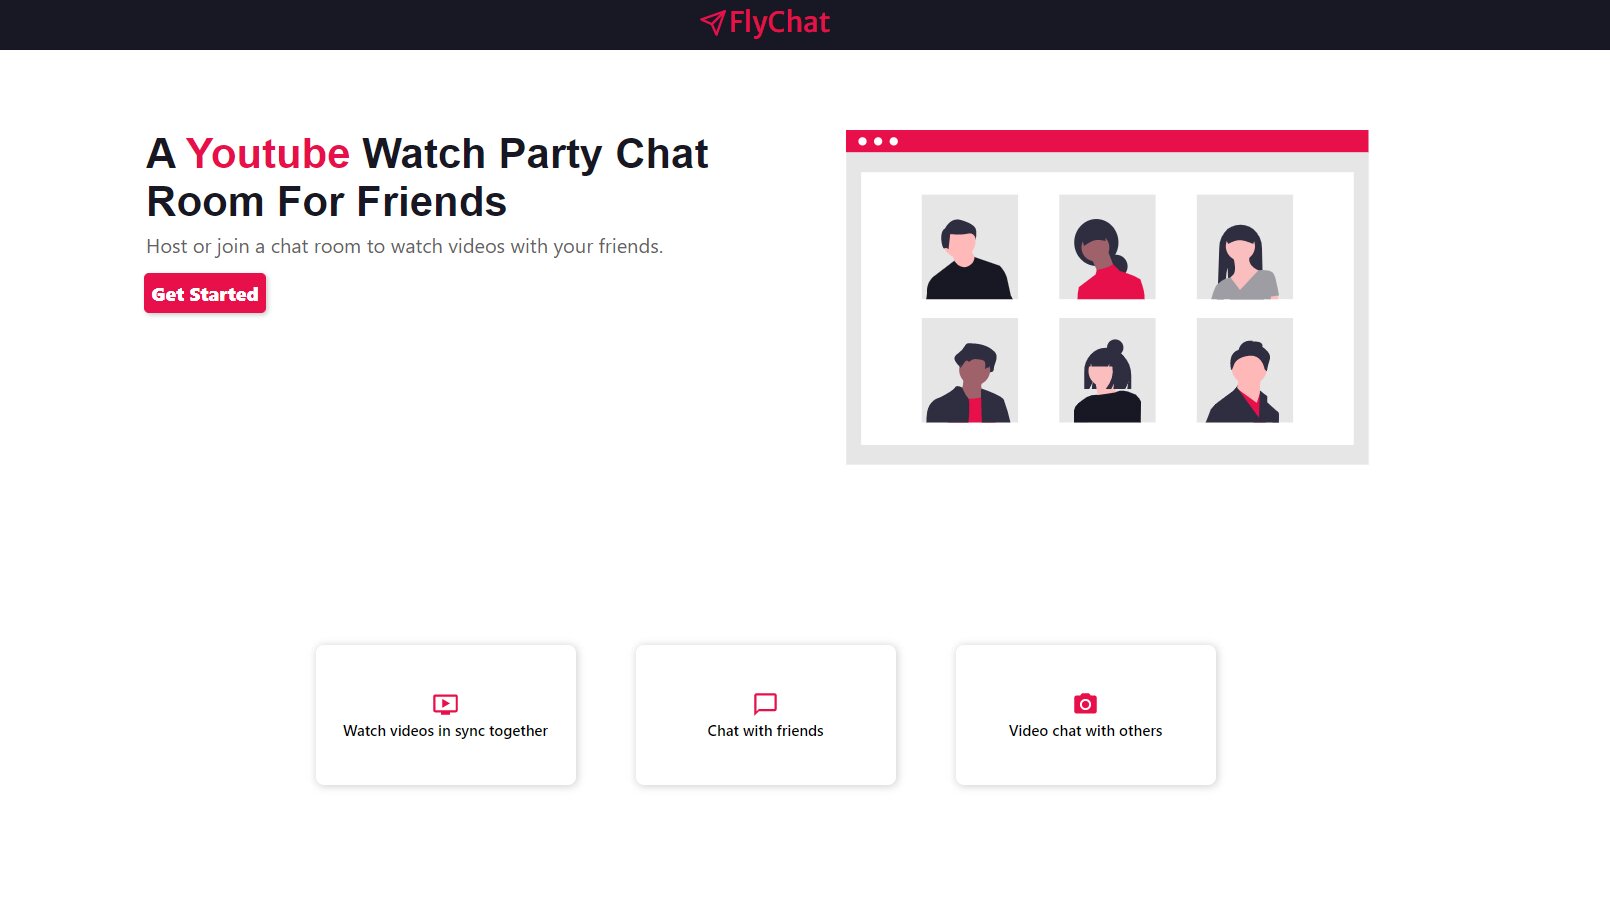 FlyChat
A Youtube Watch Party Chat
Room For Friends
Host or join a chat room to watch videos with your friends.
Get Started
Watch videos in sync together
Chat with friends
Video chat with others